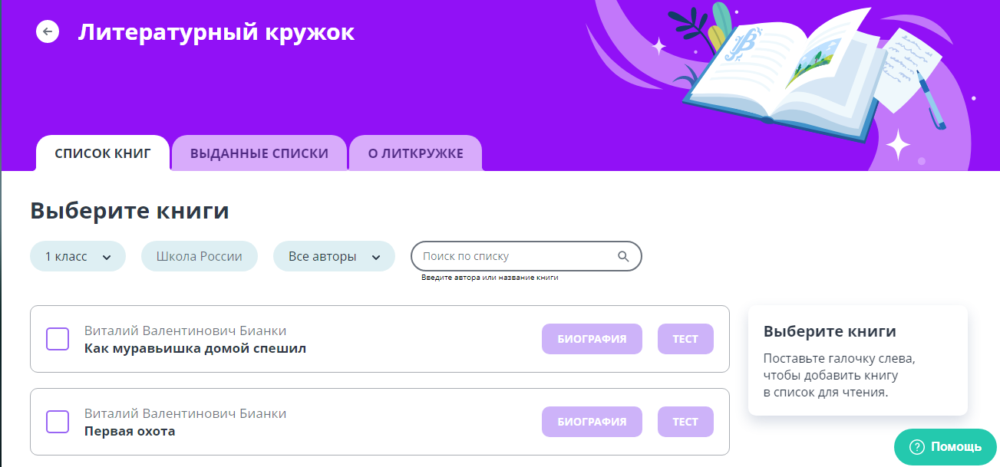 Литературный кружок
СПИСОК КНИГ
ВЫДАННЫЕ СПИСКИ
О ЛИТКРУЖКЕ
Выберите книги
1 класс
Школа России
Все авторы
Поиск по списку
Введите автора или название книги
Виталий Валентинович Бианки
Как муравьишка домой спешил
БИОГРАФИЯ
ТЕСТ
Виталий Валентинович Бианки
Первая охота
БИОГРАФИЯ
ТЕСТ
Выберите книги
Поставьте галочку слева,
чтобы добавить книгу
в список для чтения.
Помощь